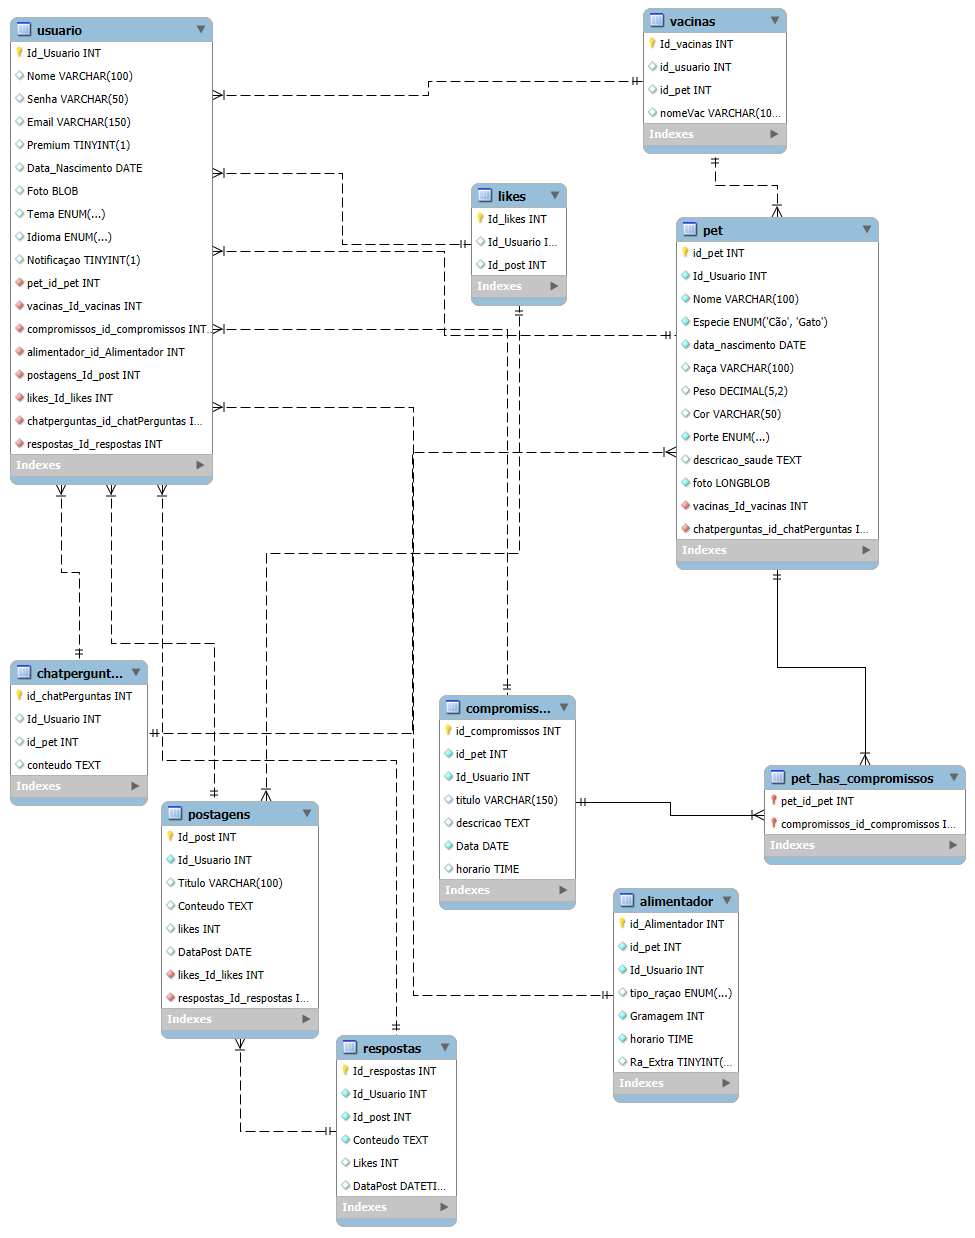 usuario
Id_Usuario INT
Nome VARCHAR(100)
Senha VARCHAR(50)
Email VARCHAR(150)
Premium TINYINT(1)
Data_Nascimento DATE
Foto BLOB
Tema ENUM(...)
Idioma ENUM(...)
Notificaçao TINYINT(1)
pet_id_pet INT
vacinas_Id_vacinas INT
compromissos_id_compromissos INT
alimentador_id_Alimentador INT
postagens_Id_post INT
likes_Id_likes INT
chatperguntas_id_chatPerguntas I...
respostas_Id_respostas INT
Indexes
vacinas
Id_vacinas INT
id_usuario INT
id_pet INT
nomeVac VARCHAR(10...
Indexes
likes
Id_likes INT
Id_Usuario I...
Id_post INT
Indexes
pet
id_pet INT
Id_Usuario INT
Nome VARCHAR(100)
Especie ENUM('Cão', 'Gato')
data_nascimento DATE
Raça VARCHAR(100)
Peso DECIMAL(5,2)
Cor VARCHAR(50)
Porte ENUM(...)
descricao_saude TEXT
foto LONGBLOB
vacinas_Id_vacinas INT
chatperguntas_id_chatPerguntas I...
Indexes
chatpergunt...
id_chatPerguntas INT
Id_Usuario INT
id_pet INT
conteudo TEXT
Indexes
compromiss...
id_compromissos INT
id_pet INT
Id_Usuario INT
titulo VARCHAR(150)
descricao TEXT
Data DATE
horario TIME
Indexes
pet_has_compromissos
pet_id_pet INT
compromissos_id_compromissos I...
Indexes
postagens
Id_post INT
Id_Usuario INT
Titulo VARCHAR(100)
Conteudo TEXT
likes INT
DataPost DATE
likes_Id_likes INT
respostas_Id_respostas I...
Indexes
alimentador
id_Alimentador INT
id_pet INT
Id_Usuario INT
tipo_raçao ENUM(...)
Gramagem INT
horario TIME
Ra_Extra TINYINT(...
Indexes
respostas
Id_respostas INT
Id_Usuario INT
Id_post INT
Conteudo TEXT
Likes INT
DataPost DATETI...
Indexes